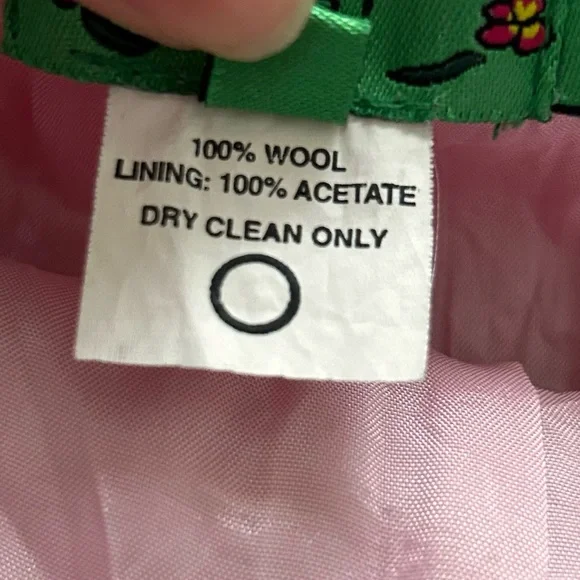 100% WOOL
LINING: 100% ACETATE
DRY CLEAN ONLY